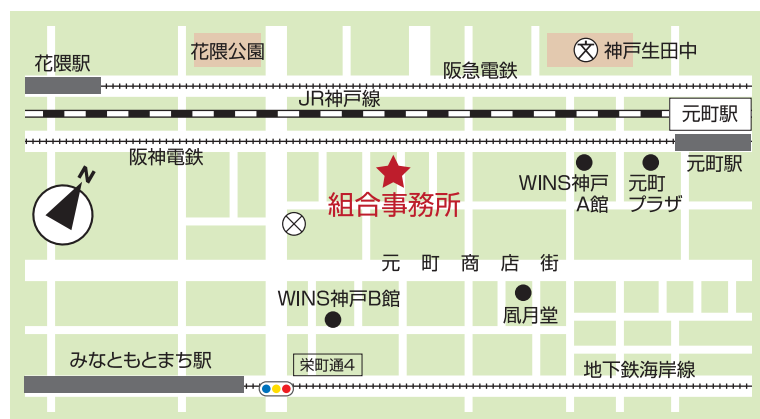 花隈公園
神戸生田中
花隈駅
阪急電鉄
JR神戸線
元町駅
阪神電鉄
元町駅
N
WINS神戸
A館
元町
プラザ
組合事務所
元町商店街
WINS神戸B館
凮月堂
みなともとまち駅
栄町通4
地下鉄海岸線